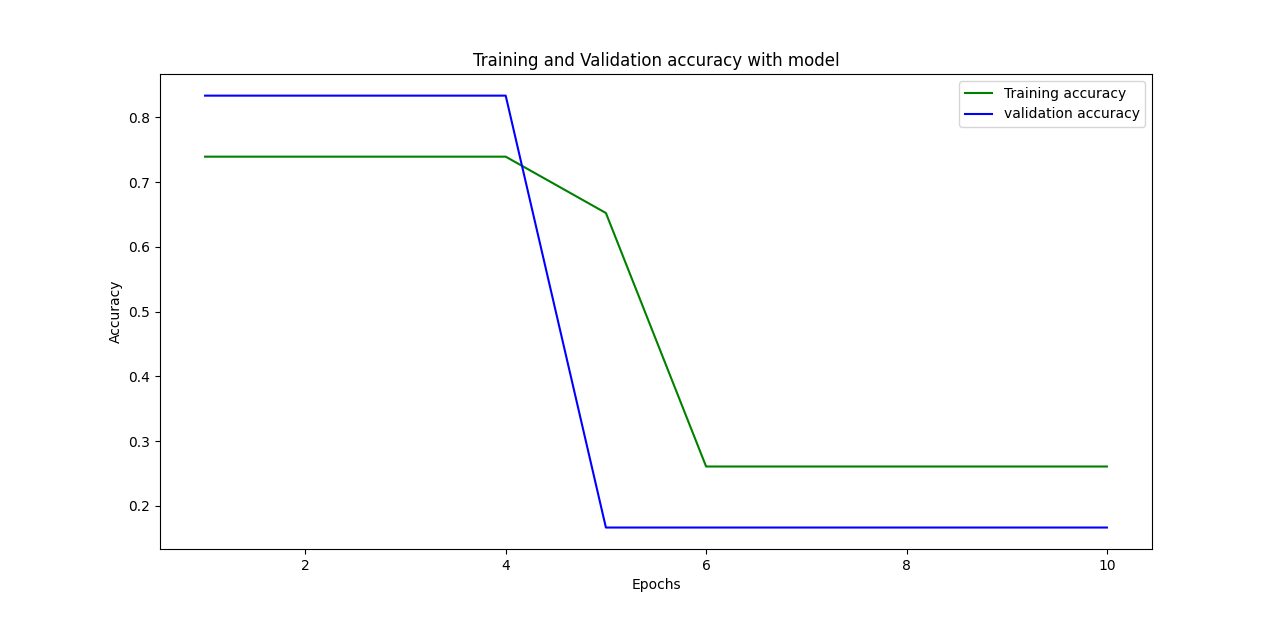 Training and Validation accuracy with model
Training accuracy
validation accuracy
0.8
0.7
0.6
0.5
0.4
0.3
0.2
Accuracy
2 4 6 8 10
Epochs